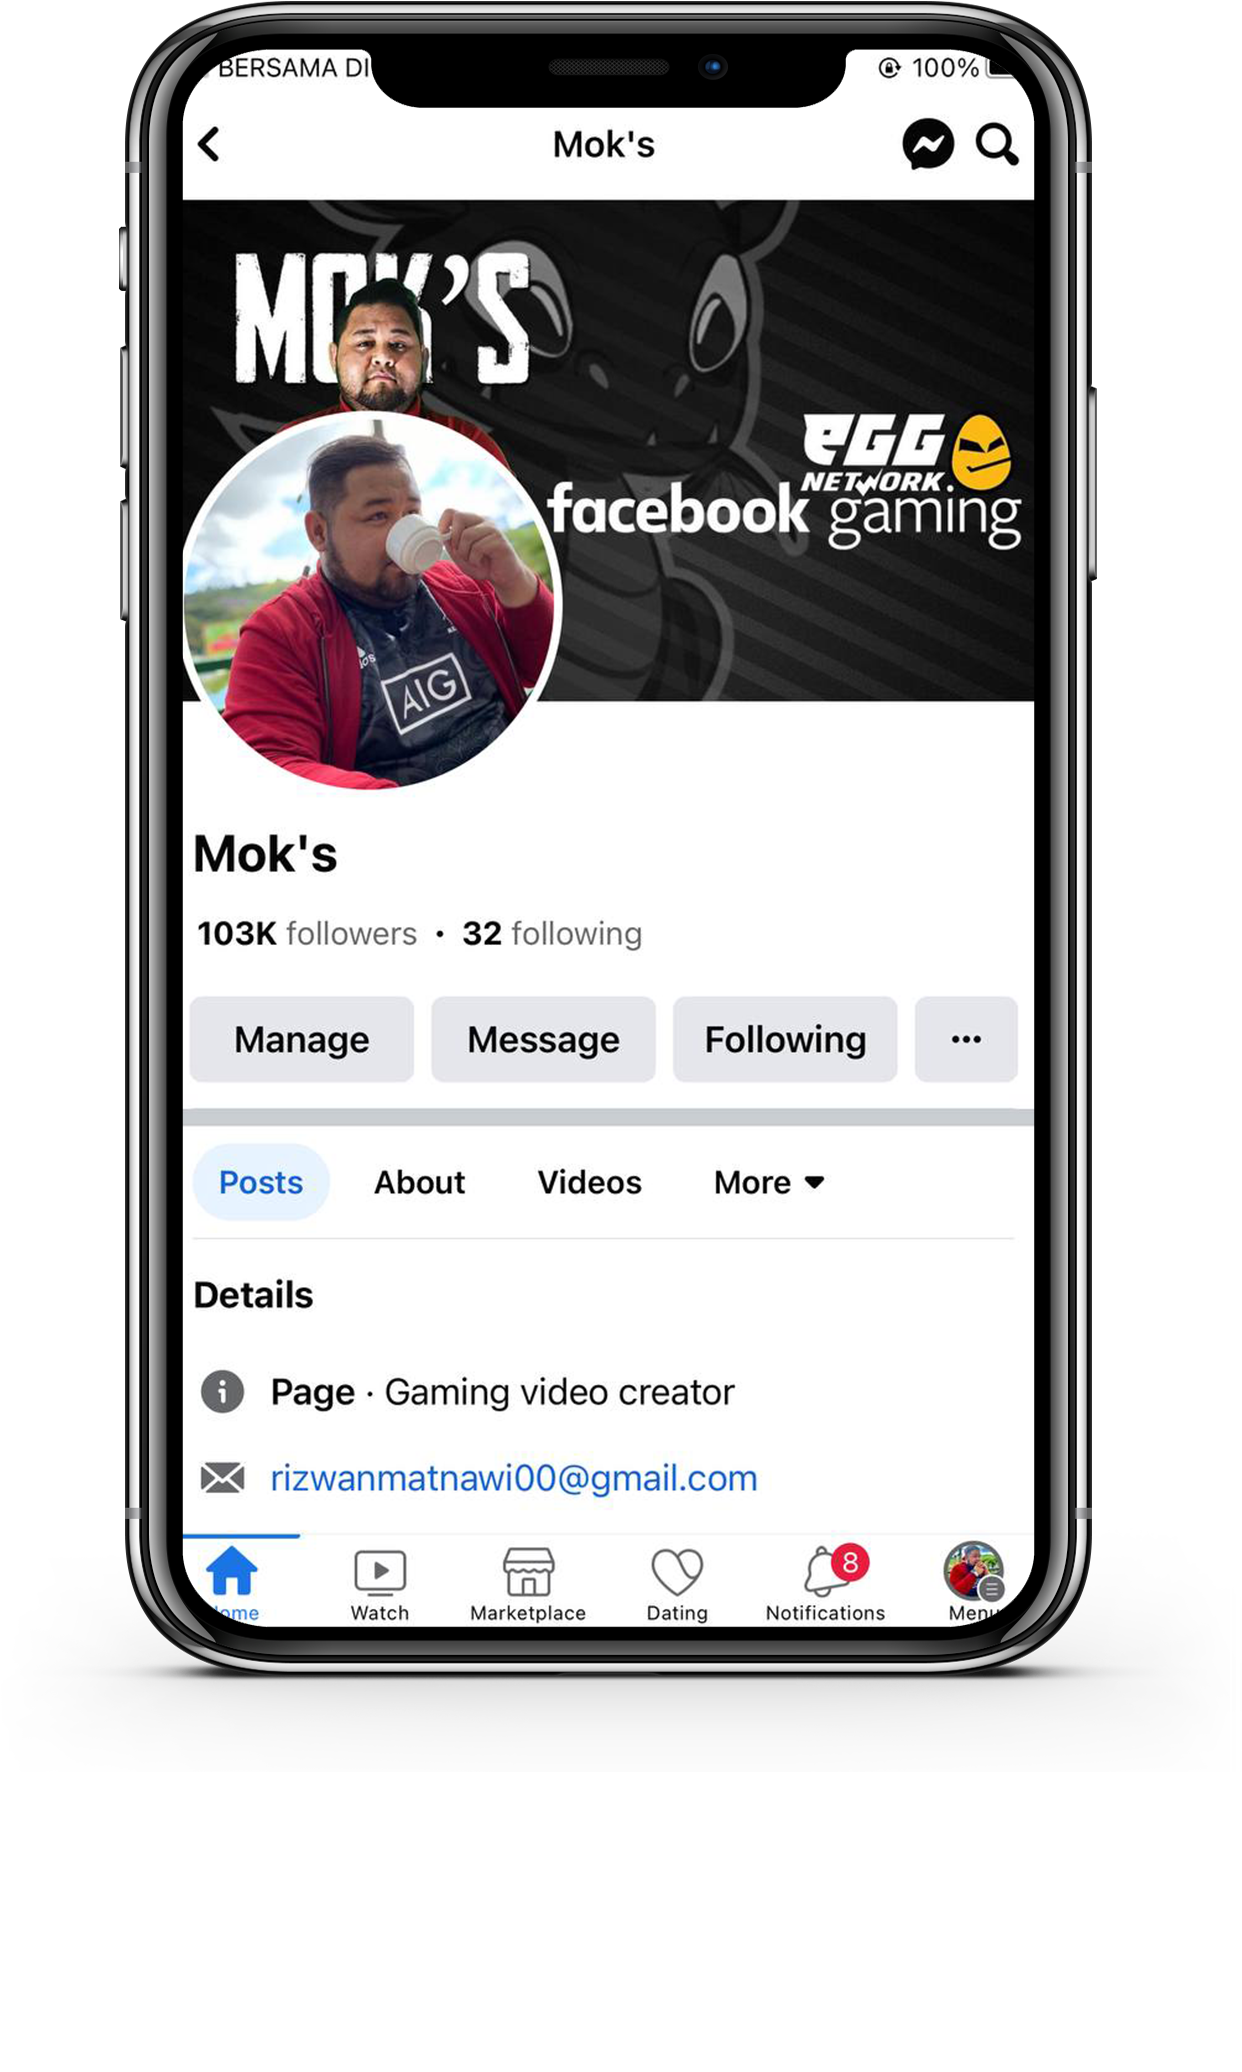 BERSAMA DI
100%
Mok's
MOK'S
eGG
NETWORK.
facebook gaming
AIG
Mok's
103K followers · 32 following
Manage
Message
Following
Posts
About
Videos
More
Details
Page · Gaming video creator
rizwanmatnawi00@gmail.com
8
Home
Watch
Marketplace
Dating
Notifications
Menu